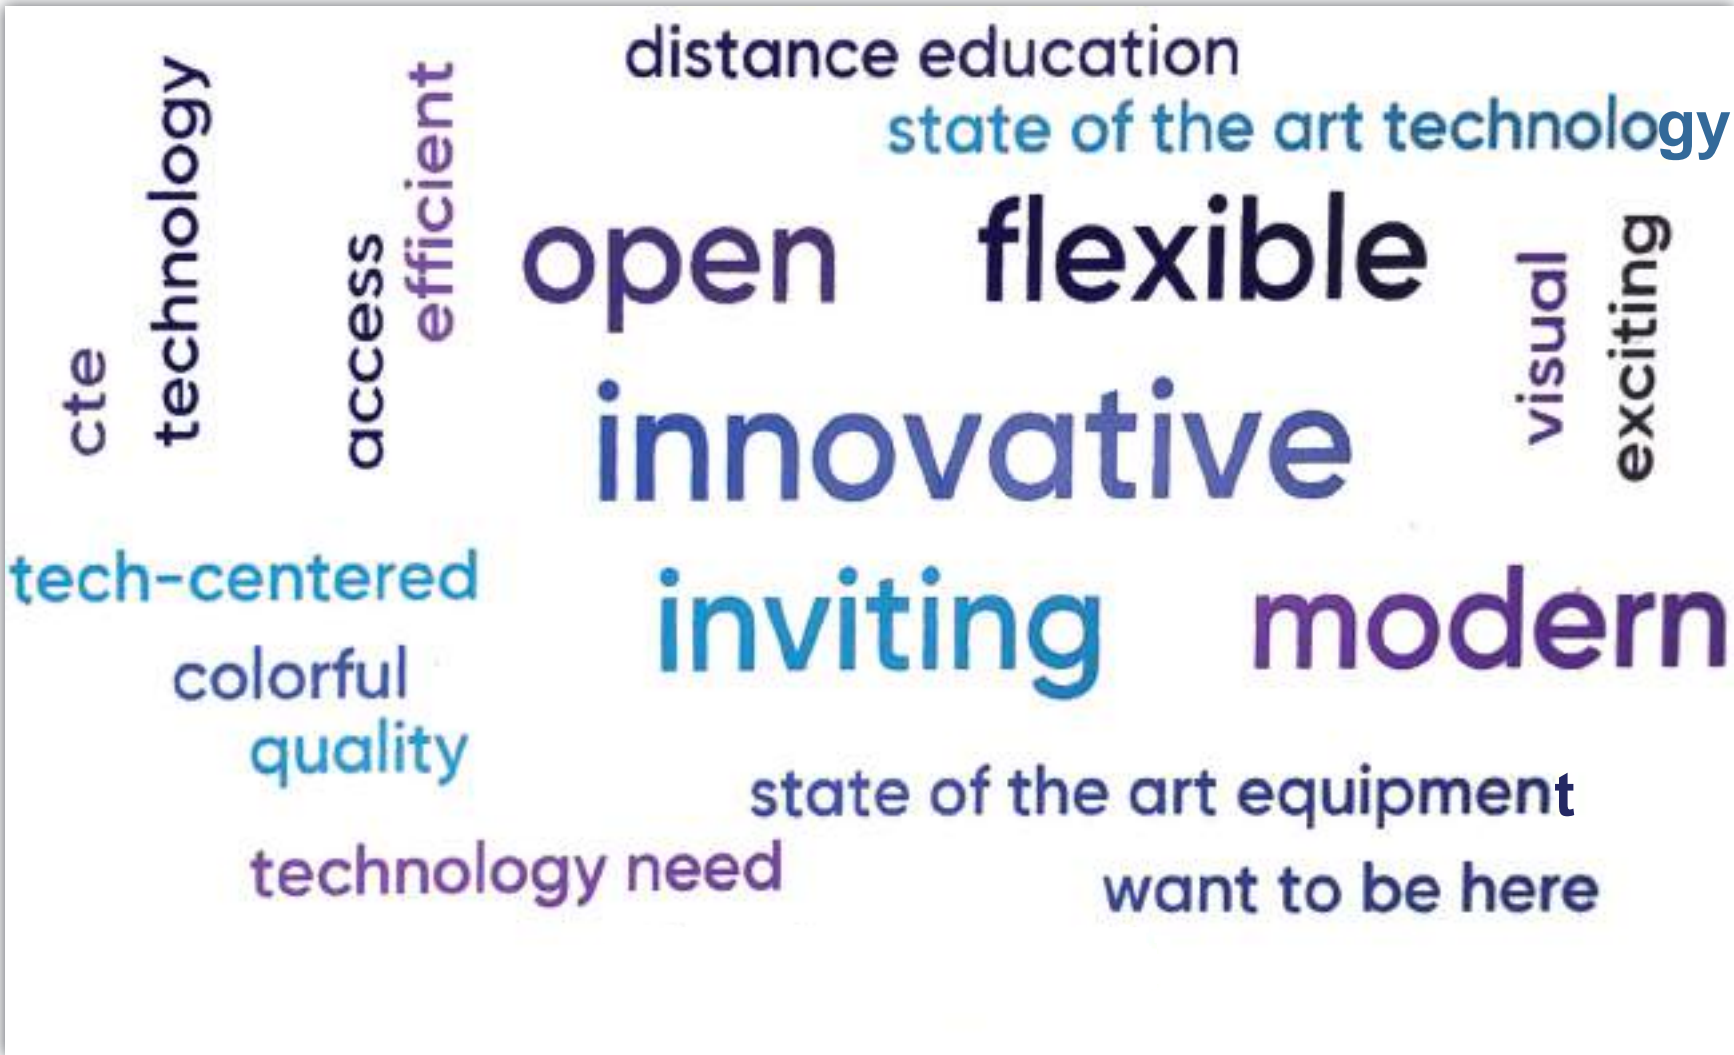 distance education
state of the art technology
technology
efficient
open
flexible
access
visual
exciting
cte
innovative
tech-centered
inviting
modern
colorful
quality
state of the art equipment
technology need
want to be here